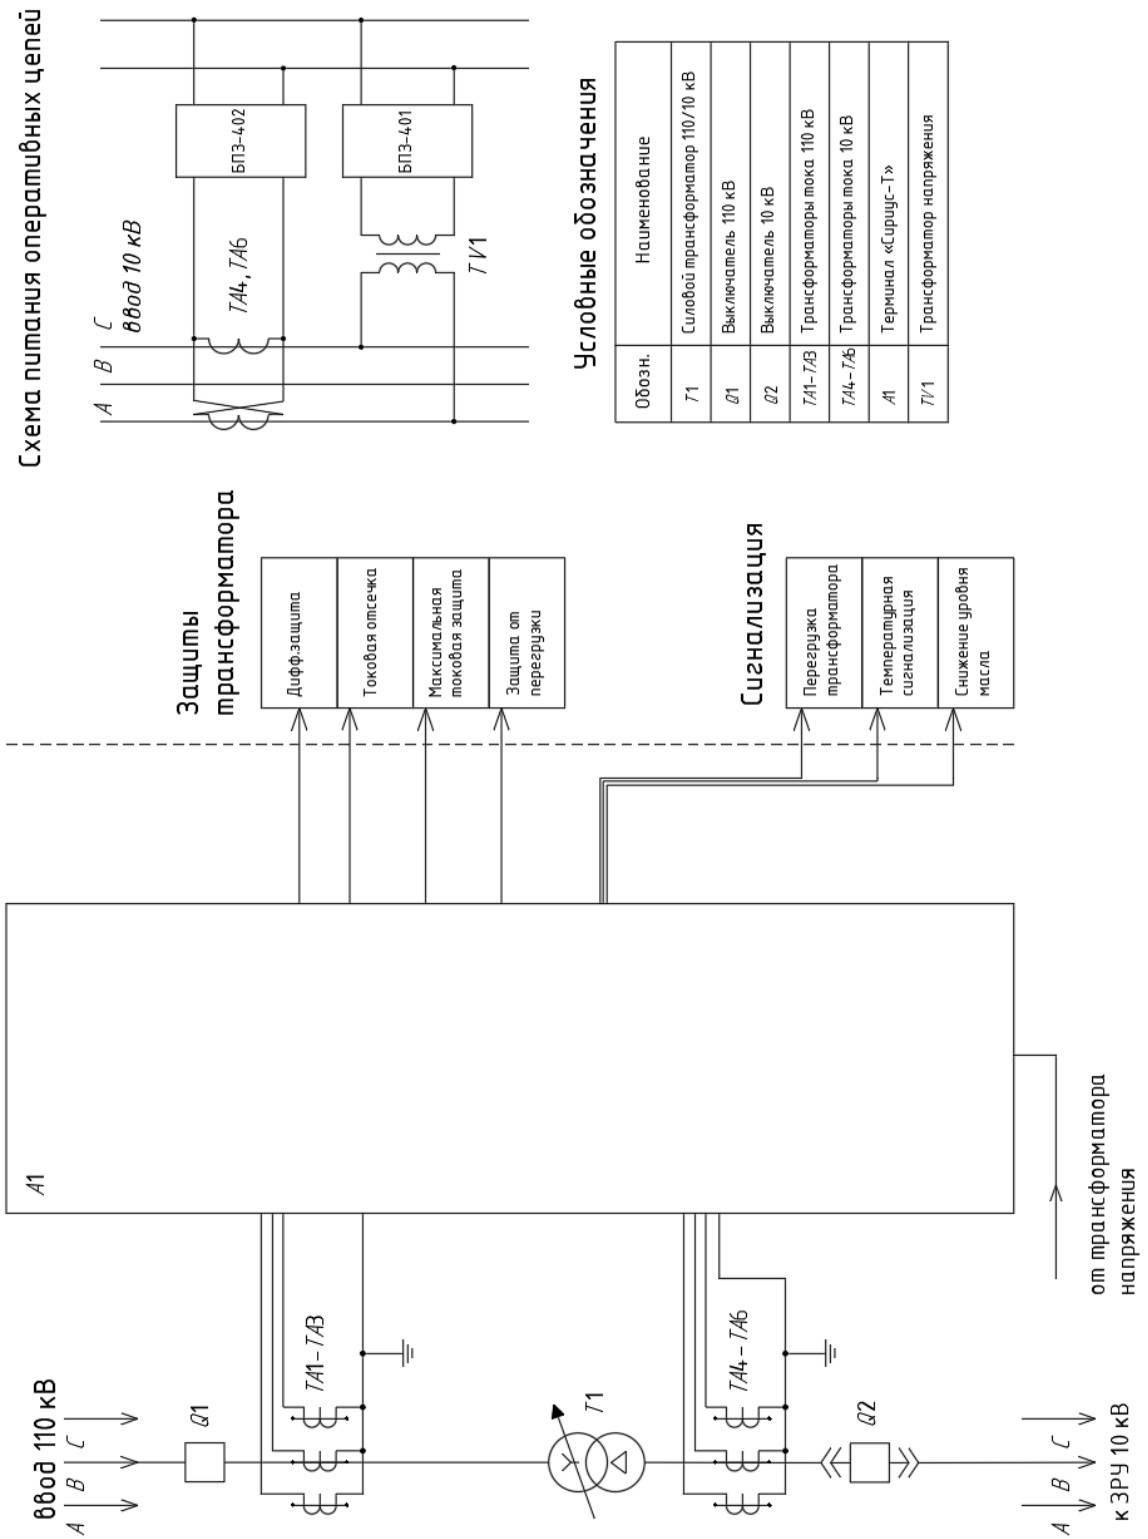 ввод 110 кВ
A
B
C
Q1
TA1–TA3
T1
TA4–TA6
Q2
A
B
C
к ЗРУ 10 кВ
A1
от трансформатора
напряжения
Защиты
трансформатора
Дифф.защита
Токовая отсечка
Максимальная
токовая защита
Защита от
перегрузки
Сигнализация
Перегрузка
трансформатора
Температурная
сигнализация
Снижение уровня
масла
Схема питания оперативных цепей
A
B
C
ввод 10 кВ
TA4, TA6
TV1
БПЗ-402
БПЗ-401
Условные обозначения
Обозн. Наименование
T1 Силовой трансформатор 110/10 кВ
Q1 Выключатель 110 кВ
Q2 Выключатель 10 кВ
TA1–TA3 Трансформаторы тока 110 кВ
TA4–TA6 Трансформаторы тока 10 кВ
A1 Терминал «Сириус-Т»
TV1 Трансформатор напряжения